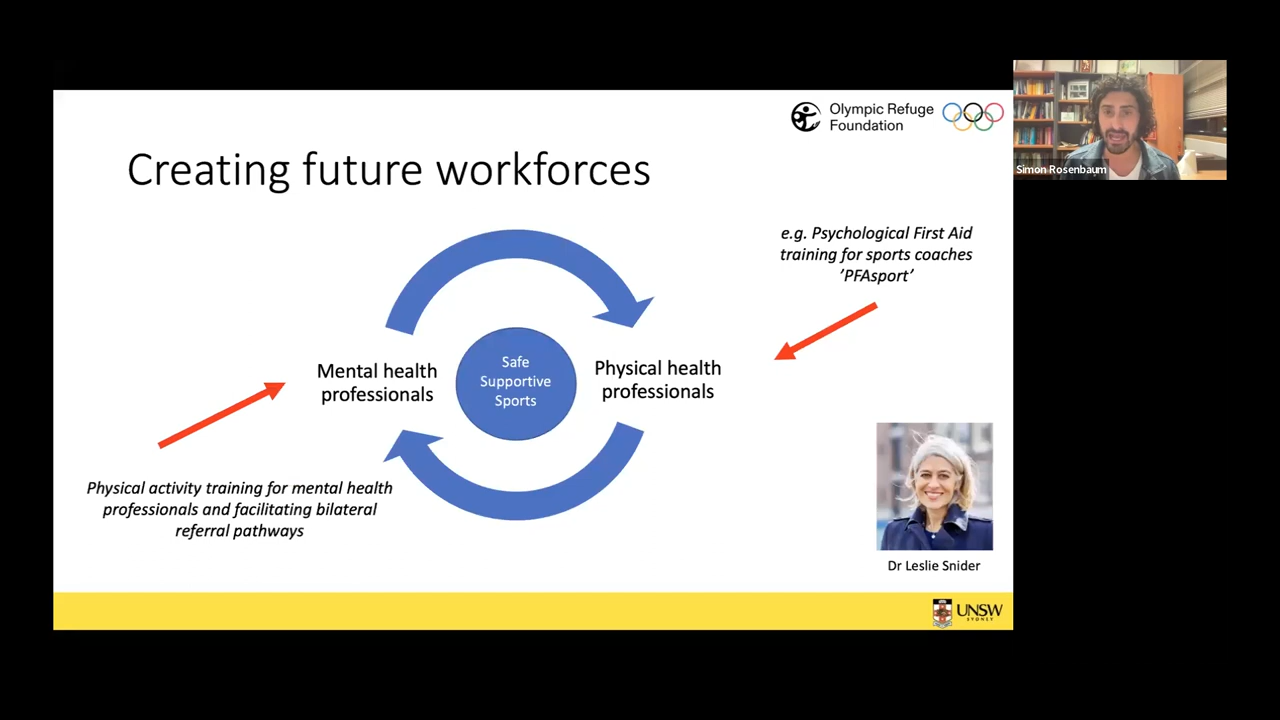 Olympic Refuge
Foundation
Simon Rosenbaum
Creating future workforces
e.g. Psychological First Aid
training for sports coaches
’PFAsport’
Mental health
professionals
Safe
Supportive
Sports
Physical health
professionals
Physical activity training for mental health
professionals and facilitating bilateral
referral pathways
Dr Leslie Snider
UNSW
SYDNEY